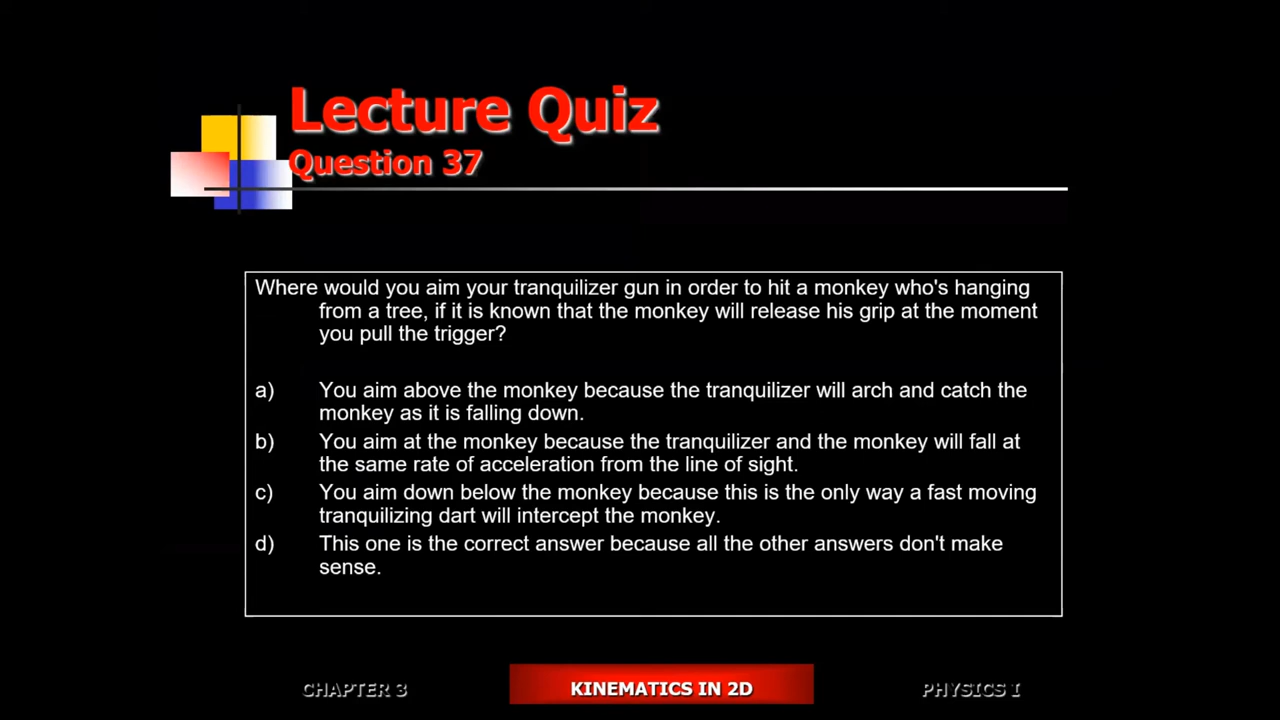 Lecture Quiz
Question 37
Where would you aim your tranquilizer gun in order to hit a monkey who's hanging
from a tree, if it is known that the monkey will release his grip at the moment
you pull the trigger?
a) You aim above the monkey because the tranquilizer will arch and catch the
monkey as it is falling down.
b) You aim at the monkey because the tranquilizer and the monkey will fall at
the same rate of acceleration from the line of sight.
c) You aim down below the monkey because this is the only way a fast moving
tranquilizing dart will intercept the monkey.
d) This one is the correct answer because all the other answers don't make
sense.
CHAPTER 3
KINEMATICS IN 2D
PHYSICS I